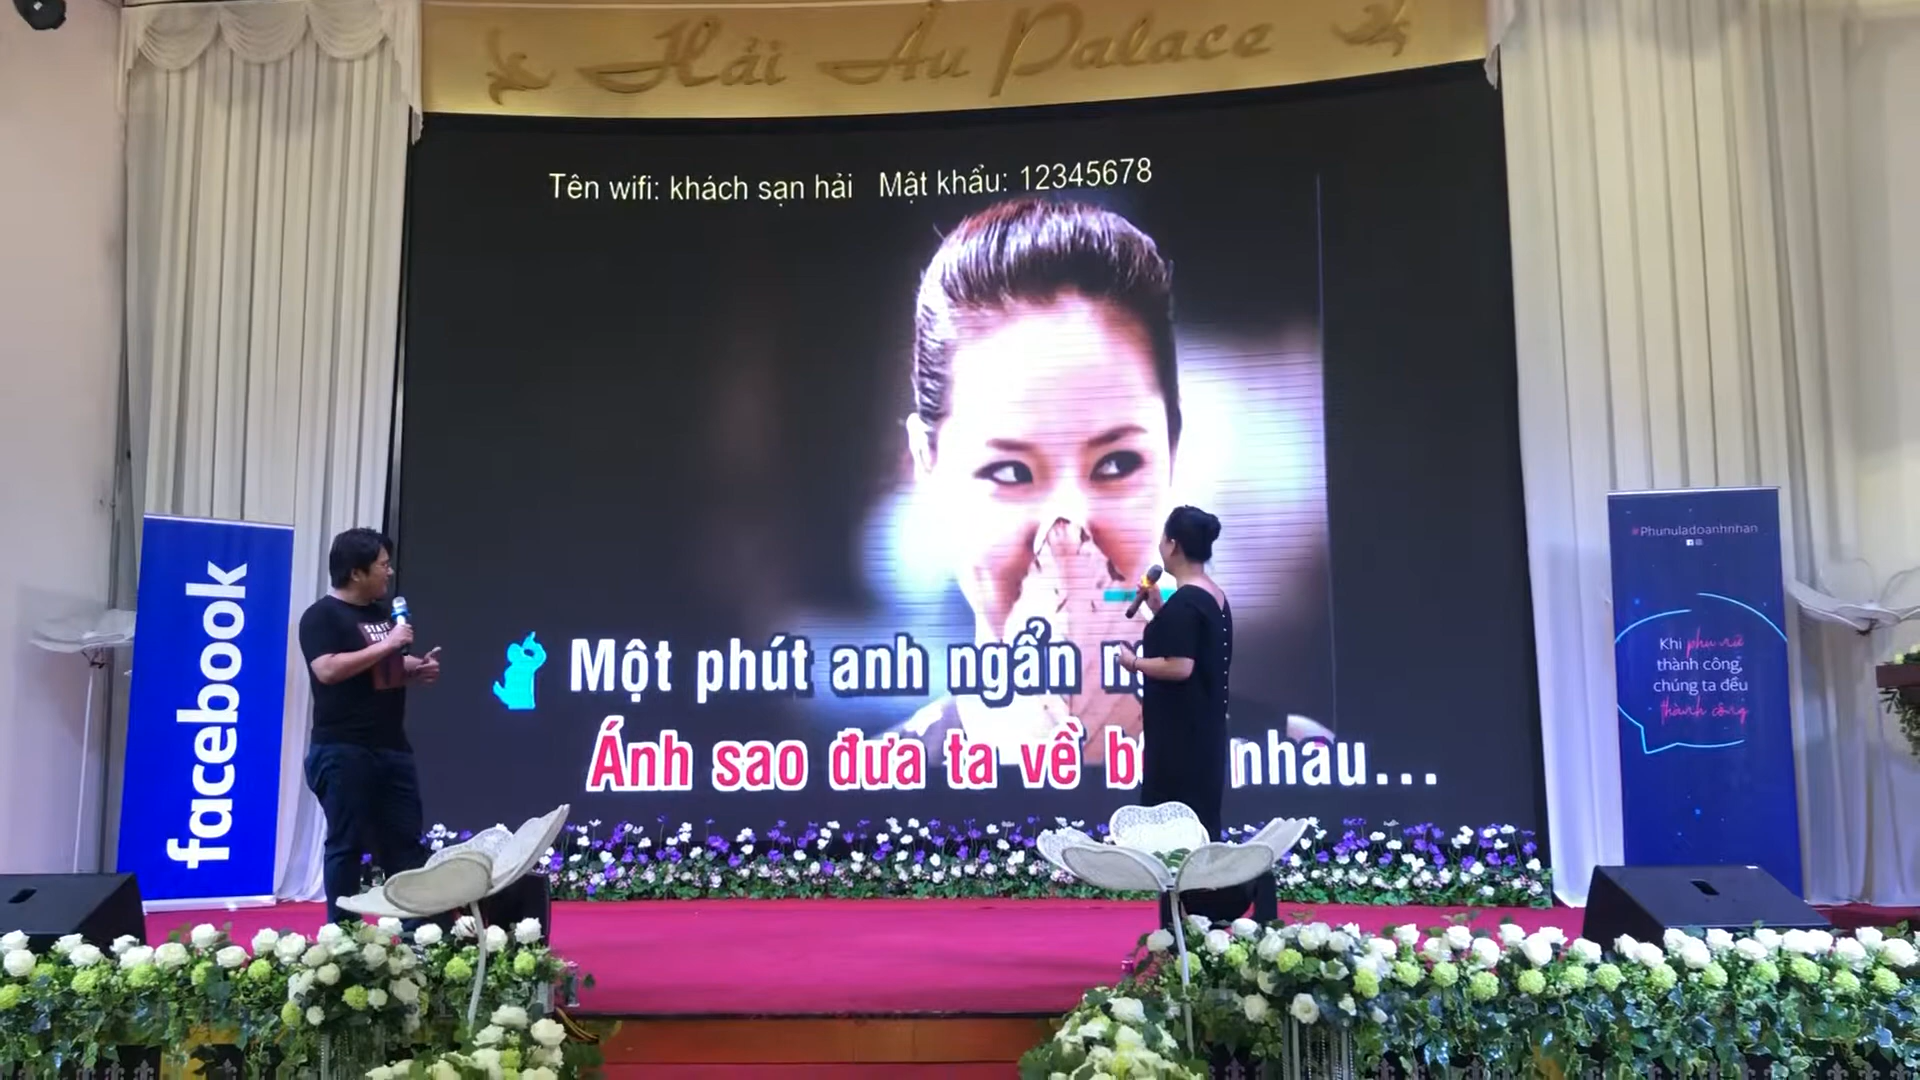 Hải Âu Palace
Tên wifi: khách sạn hải Mật khẩu: 12345678
facebook
STATE
Một phút anh ngẩn
Ánh sao đưa ta về nhau...
#Phunuladoanhnhan
Khi phụ nữ
thành công,
chúng ta đều
thành công